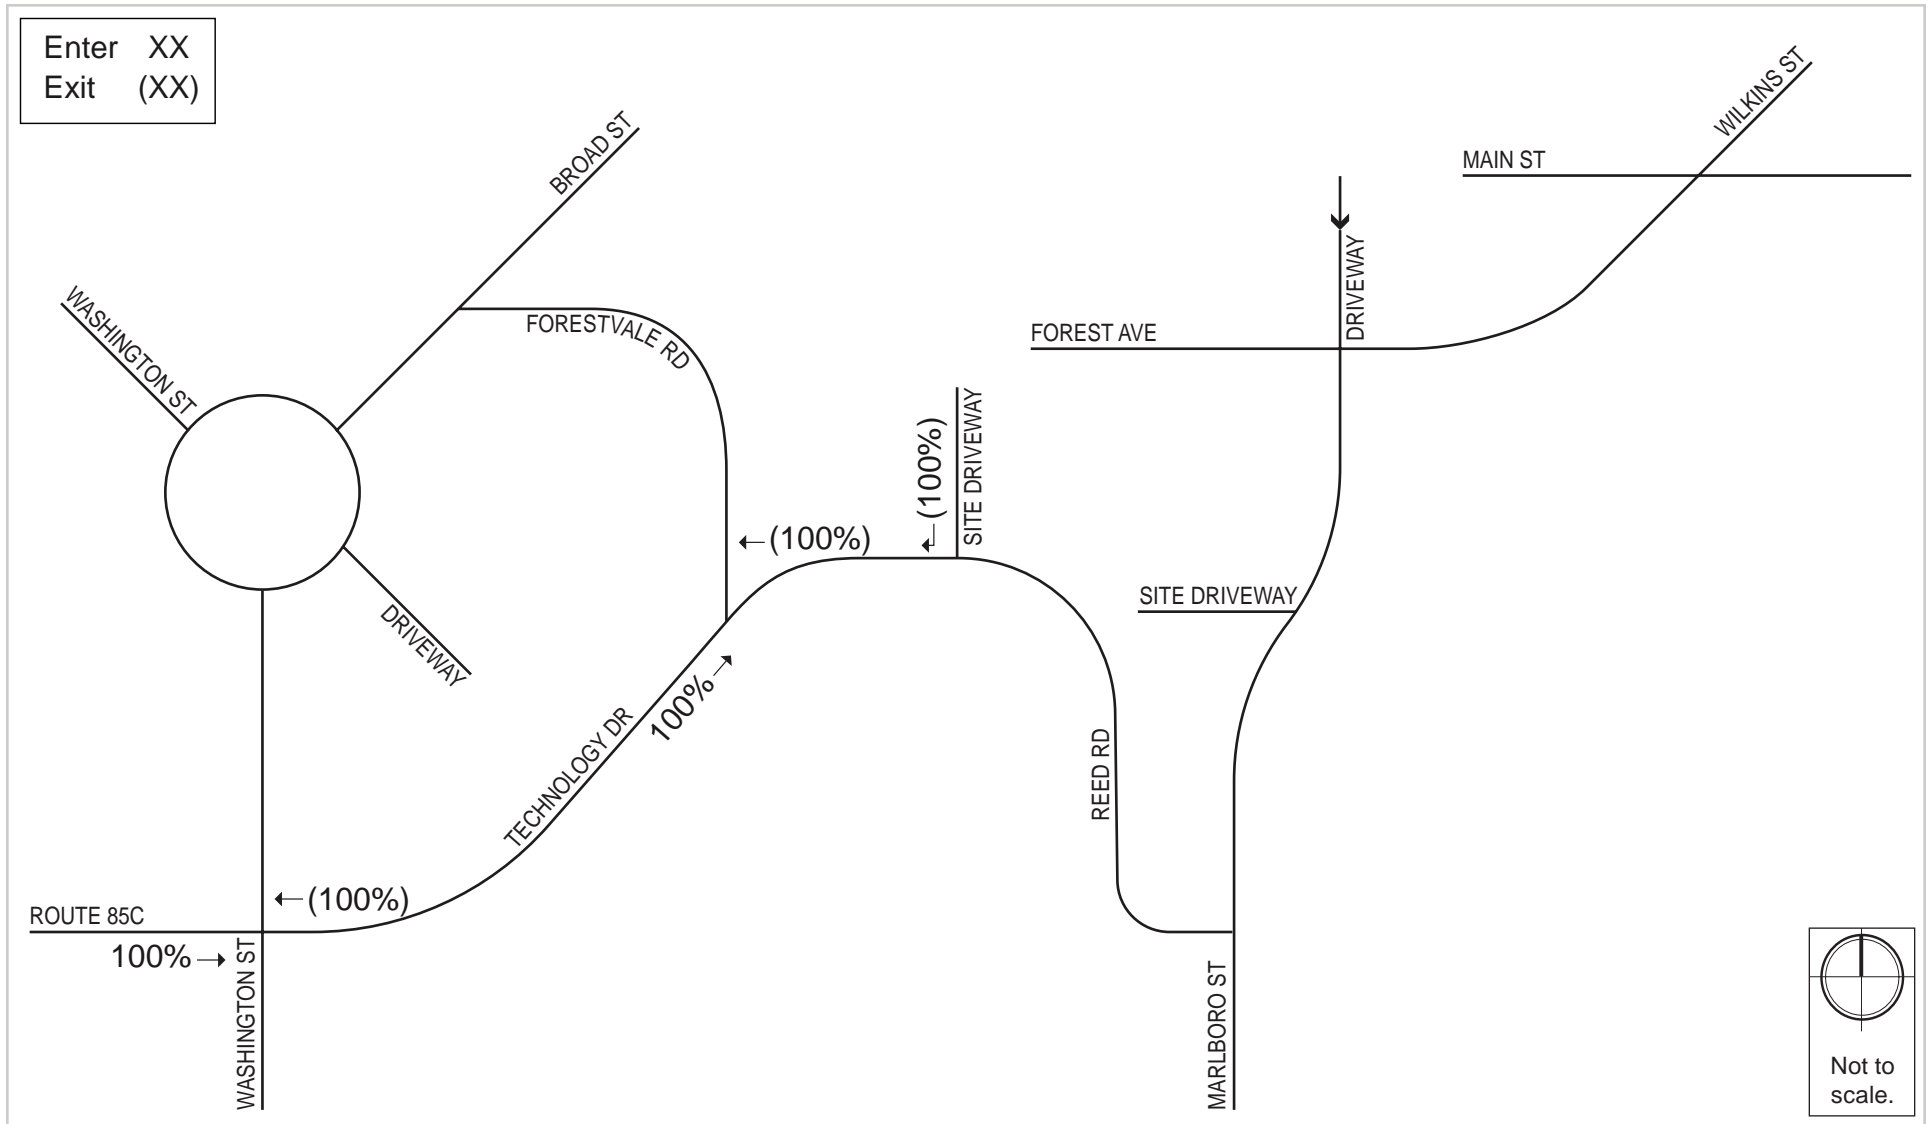 Enter XX
Exit (XX)
BROAD ST
WILKINS ST
MAIN ST
WASHINGTON ST
FORESTVALE RD
FOREST AVE
DRIVEWAY
(100%)
SITE DRIVEWAY
(100%)
SITE DRIVEWAY
DRIVEWAY
100%
TECHNOLOGY DR
REED RD
(100%)
ROUTE 85C
100%
WASHINGTON ST
MARLBORO ST
Not to
scale.